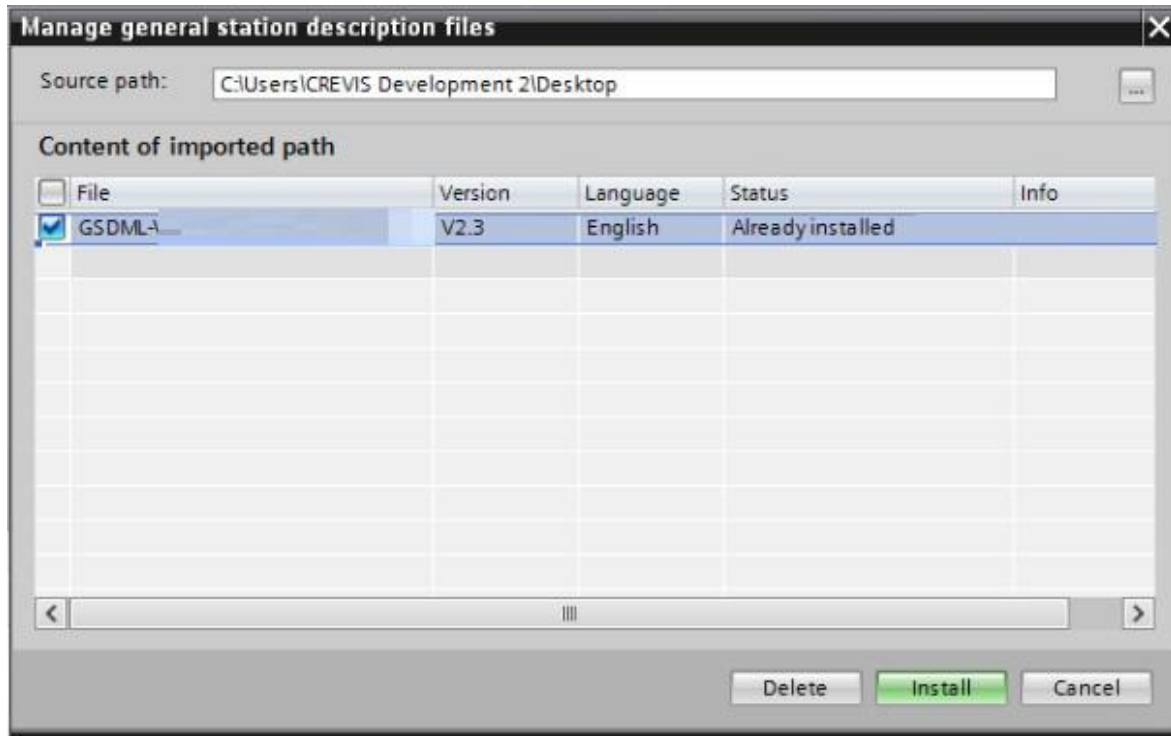 Manage general station description files
Source path: C:\Users\CREVIS Development 2\Desktop ...
Content of imported path
File Version Language Status Info
V2.3 English Already installed
Delete Install Cancel